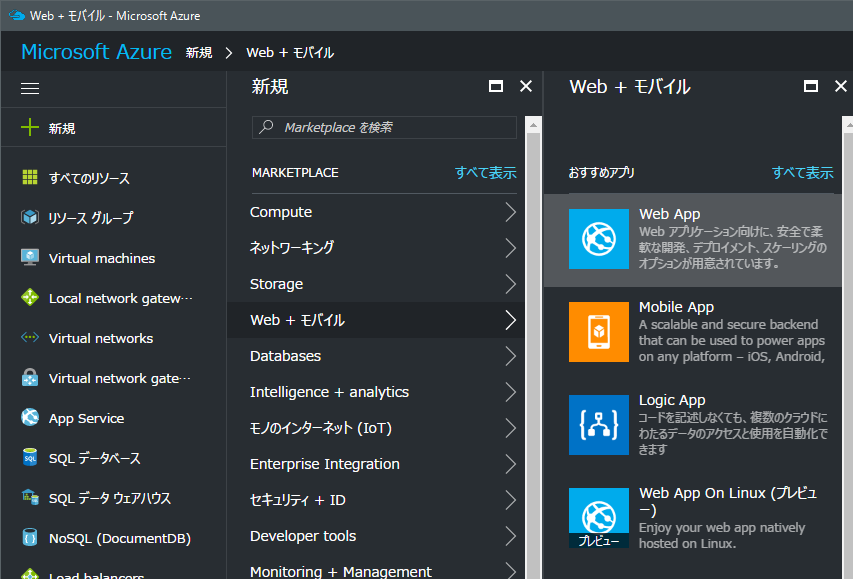 Web + モバイル - Microsoft Azure
Microsoft Azure 新規 > Web + モバイル
新規
すべてのリソース
リソース グループ
Virtual machines
Local network gatew…
Virtual networks
Virtual network gate…
App Service
SQL データベース
SQL データ ウェアハウス
NoSQL (DocumentDB)
Load balancers
新規
Marketplace を検索
MARKETPLACE すべて表示
Compute
ネットワーキング
Storage
Web + モバイル
Databases
Intelligence + analytics
モノのインターネット (IoT)
Enterprise Integration
セキュリティ + ID
Developer tools
Monitoring + Management
Web + モバイル
おすすめアプリ すべて表示
Web App
Web アプリケーション向けに、安全で柔
軟な開発、デプロイメント、スケーリングの
オプションが用意されています。
Mobile App
A scalable and secure backend
that can be used to power apps
on any platform – iOS, Android,
Logic App
コードを記述しなくても、複数のクラウドに
わたるデータのアクセスと使用を自動化で
きます
プレビュー
Web App On Linux (プレビュ
ー)
Enjoy your web app natively
hosted on Linux.